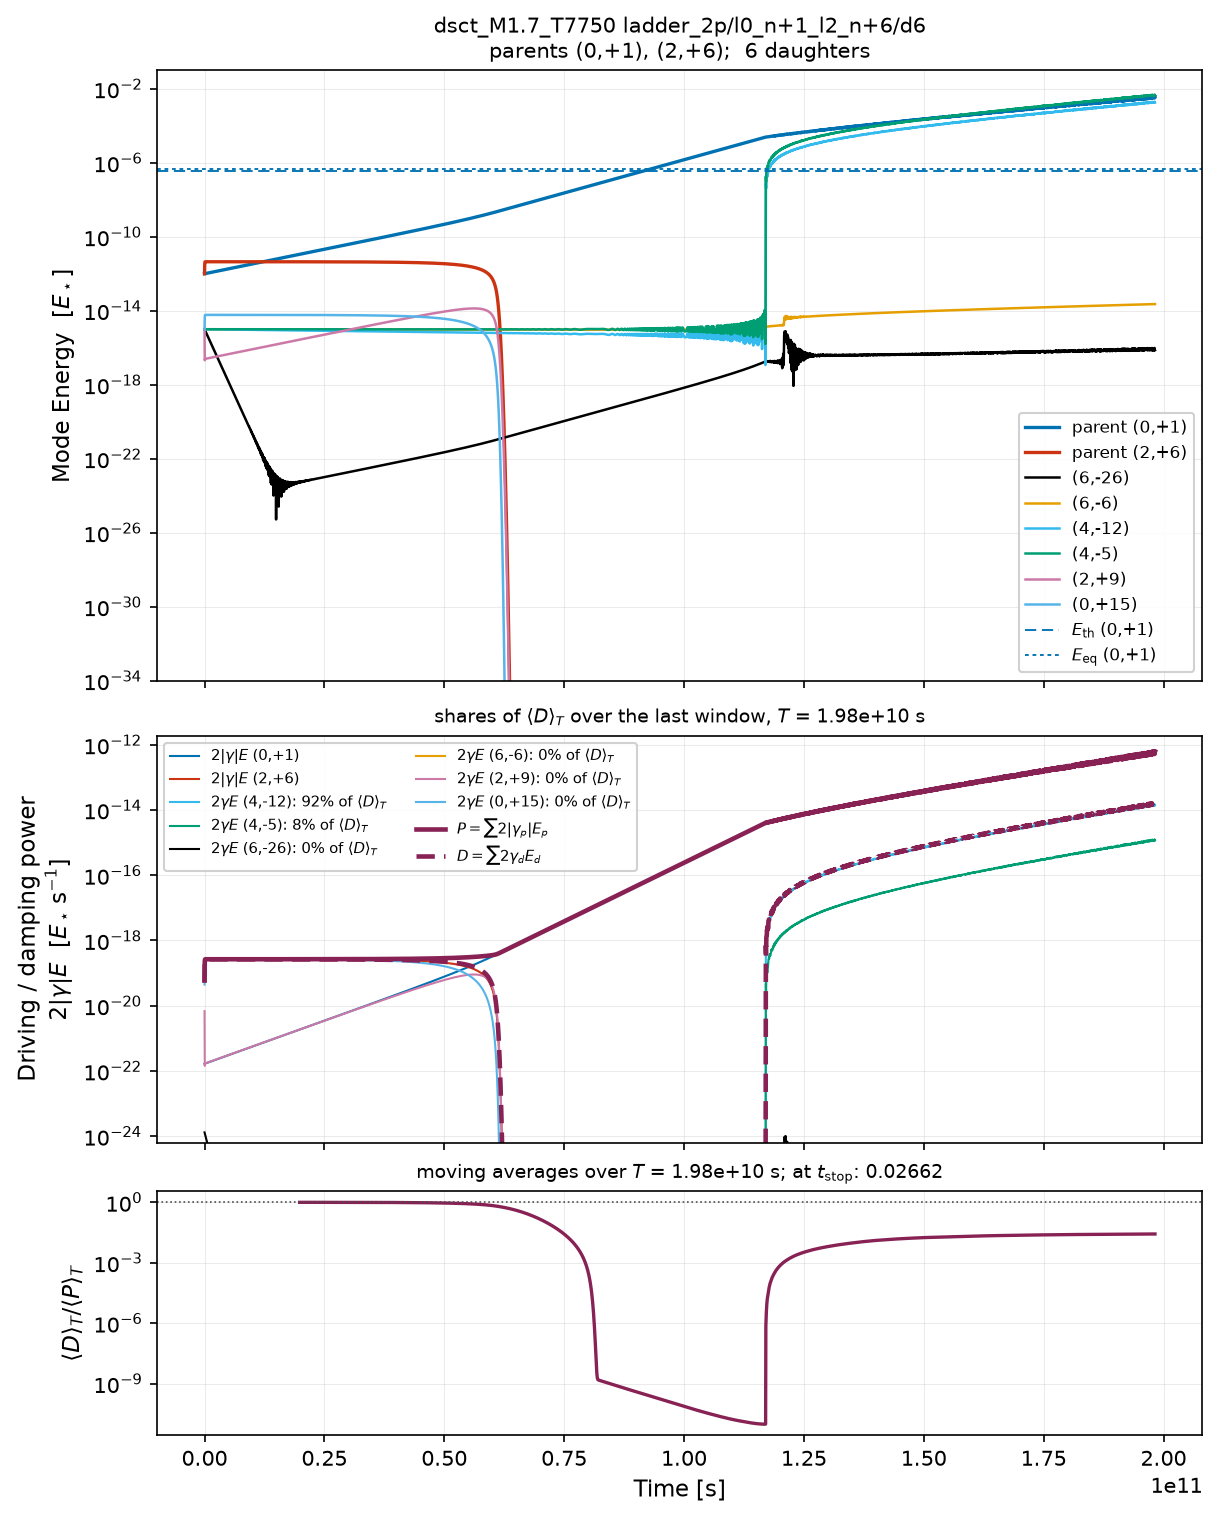 dsct_M1.7_T7750 ladder_2p/l0_n+1_l2_n+6/d6
parents (0,+1), (2,+6);  6 daughters
10⁻²
10⁻⁶
10⁻¹⁰
10⁻¹⁴
10⁻¹⁸
10⁻²²
10⁻²⁶
10⁻³⁰
10⁻³⁴
Mode Energy [E⋆]
parent (0,+1)
parent (2,+6)
(6,-26)
(6,-6)
(4,-12)
(4,-5)
(2,+9)
(0,+15)
E_th (0,+1)
E_eq (0,+1)
shares of ⟨D⟩_T over the last window, T = 1.98e+10 s
10⁻¹²
10⁻¹⁴
10⁻¹⁶
10⁻¹⁸
10⁻²⁰
10⁻²²
10⁻²⁴
Driving / damping power
2|γ|E [E⋆ s⁻¹]
2|γ|E (0,+1)
2|γ|E (2,+6)
2γE (4,-12): 92% of ⟨D⟩_T
2γE (4,-5): 8% of ⟨D⟩_T
2γE (6,-26): 0% of ⟨D⟩_T
2γE (6,-6): 0% of ⟨D⟩_T
2γE (2,+9): 0% of ⟨D⟩_T
2γE (0,+15): 0% of ⟨D⟩_T
P = ∑2|γ_p|E_p
D = ∑2γ_dE_d
moving averages over T = 1.98e+10 s; at t_stop: 0.02662
10⁰
10⁻³
10⁻⁶
10⁻⁹
⟨D⟩_T/⟨P⟩_T
0.00 0.25 0.50 0.75 1.00 1.25 1.50 1.75 2.00
1e11
Time [s]